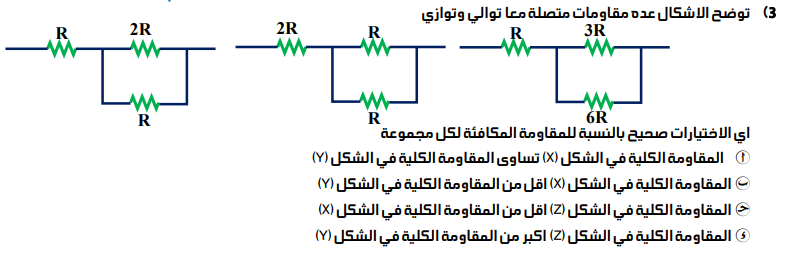 3) توضح الاشكال عده مقاومات متصلة معا توالي وتوازي
R 2R R
2R R R
R 3R 6R
اي الاختيارات صحيح بالنسبة للمقاومة المكافئة لكل مجموعة
أ المقاومة الكلية في الشكل (X) تساوى المقاومة الكلية في الشكل (Y)
ب المقاومة الكلية في الشكل (X) اقل من المقاومة الكلية في الشكل (Y)
ج المقاومة الكلية في الشكل (Z) اقل من المقاومة الكلية في الشكل (X)
د المقاومة الكلية في الشكل (Z) اكبر من المقاومة الكلية في الشكل (Y)